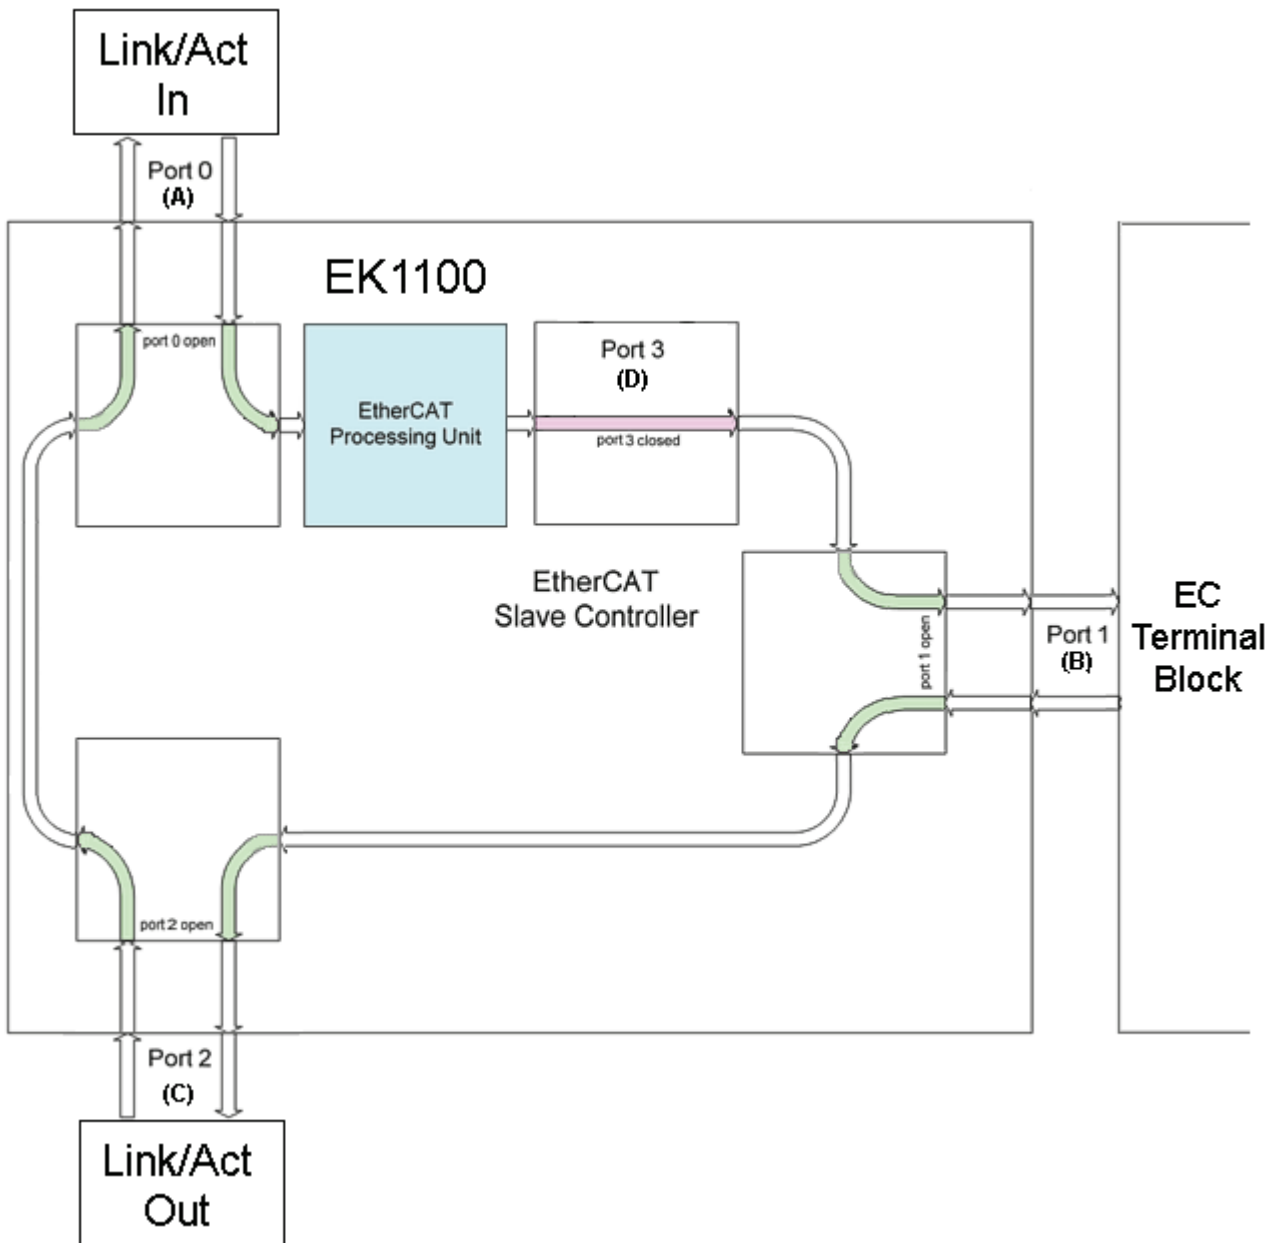 Link/Act
In
Port 0
(A)
EK1100
port 0 open
EtherCAT
Processing Unit
Port 3
(D)
port 3 closed
EtherCAT
Slave Controller
port 1 open
Port 1
(B)
EC
Terminal
Block
port 2 open
Port 2
(C)
Link/Act
Out